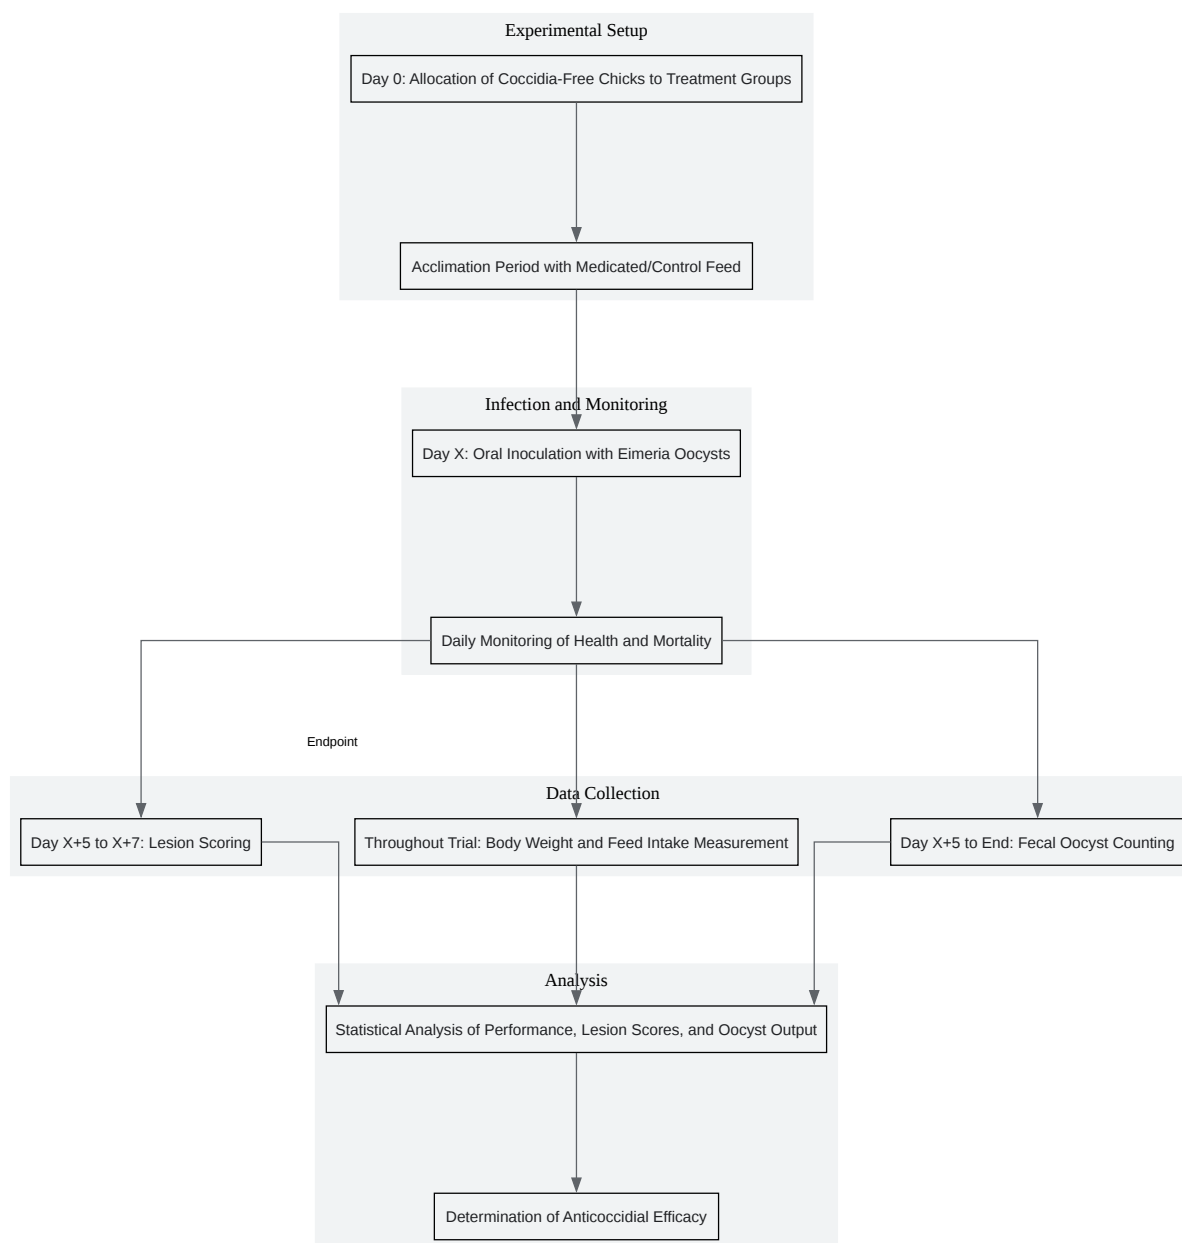 Experimental Setup
Day 0: Allocation of Coccidia-Free Chicks to Treatment Groups
Acclimation Period with Medicated/Control Feed
Infection and Monitoring
Day X: Oral Inoculation with Eimeria Oocysts
Daily Monitoring of Health and Mortality
Endpoint
Data Collection
Day X+5 to X+7: Lesion Scoring
Throughout Trial: Body Weight and Feed Intake Measurement
Day X+5 to End: Fecal Oocyst Counting
Analysis
Statistical Analysis of Performance, Lesion Scores, and Oocyst Output
Determination of Anticoccidial Efficacy